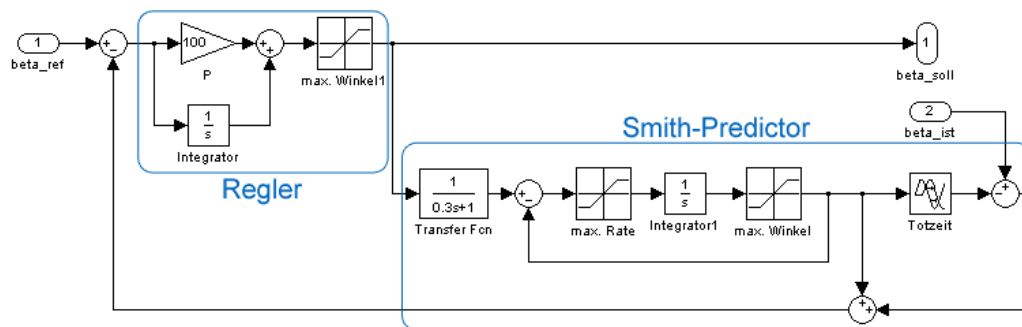 1
beta_ref
100
P
1
s
Integrator
max. Winkel1
Regler
1
beta_soll
2
beta_ist
Smith-Predictor
1
0.3s+1
Transfer Fcn
max. Rate
1
s
Integrator1
max. Winkel
Totzeit